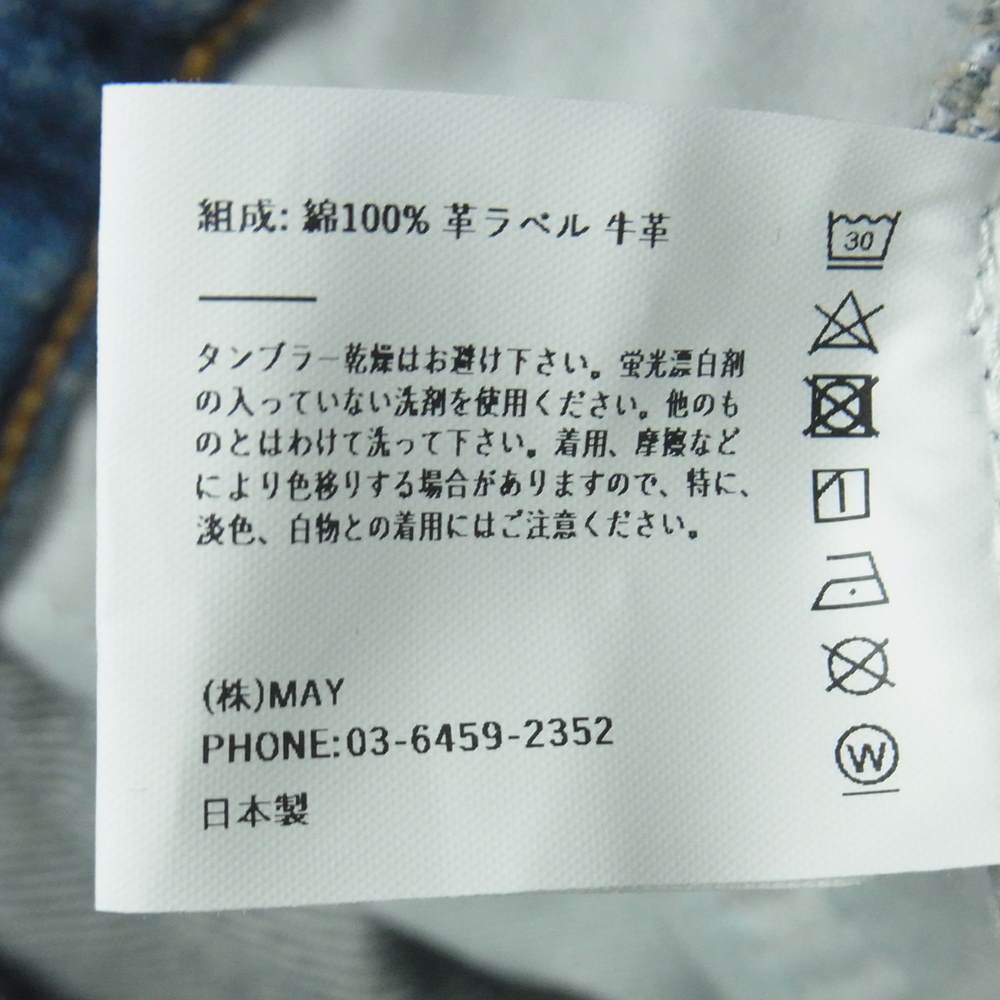 組成: 綿100% 革ラベル 牛革
タンブラー乾燥はお避け下さい。蛍光漂白剤
の入っていない洗剤を使用ください。他のも
のとはわけて洗って下さい。着用、摩擦など
により色移りする場合がありますので、特に、
淡色、白物との着用にはご注意ください。
(株)MAY
PHONE:03-6459-2352
日本製
30
W